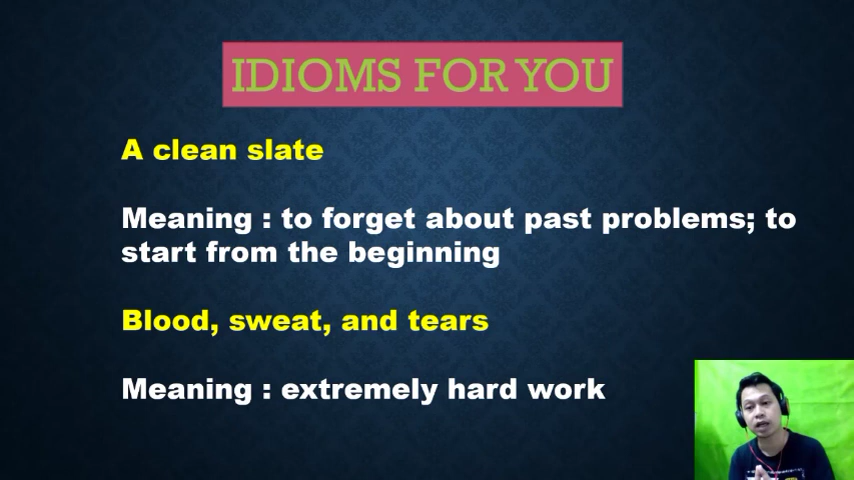 IDIOMS FOR YOU
A clean slate
Meaning : to forget about past problems; to
start from the beginning
Blood, sweat, and tears
Meaning : extremely hard work